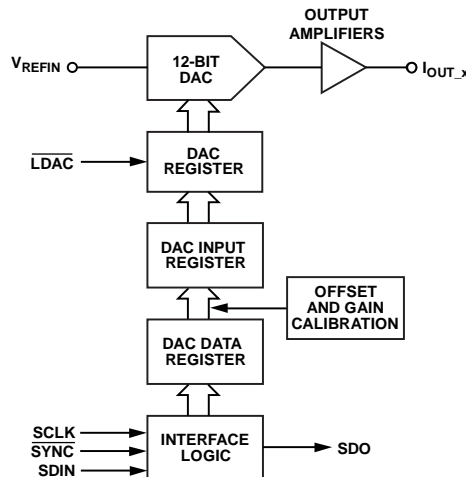 OUTPUT
AMPLIFIERS
VREFIN
12-BIT
DAC
IOUT_x
LDAC
DAC
REGISTER
DAC INPUT
REGISTER
OFFSET
AND GAIN
CALIBRATION
DAC DATA
REGISTER
SCLK
SYNC
SDIN
INTERFACE
LOGIC
SDO